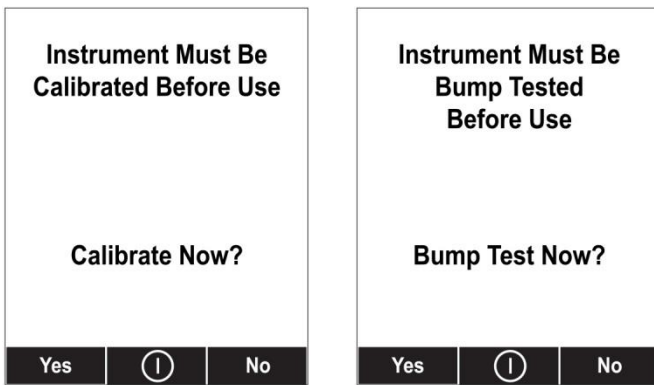 Instrument Must Be
Calibrated Before Use
Calibrate Now?
Yes
No
Instrument Must Be
Bump Tested
Before Use
Bump Test Now?
Yes
No